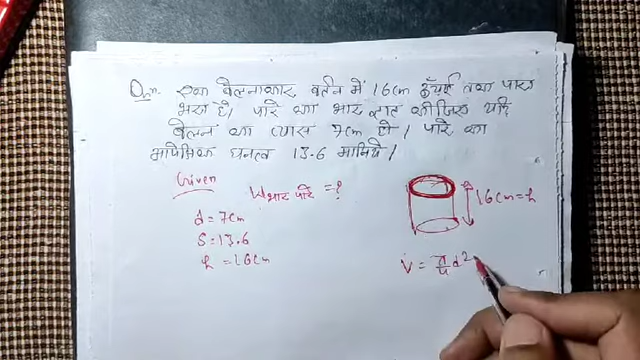 Qn. एक बेलनाकार बर्तन में 16cm ऊँचाई तक पारा
भरा है। पारे का भार ज्ञात कीजिए यदि
बेलन का व्यास 7cm हो। पारे का
आपेक्षिक घनत्व 13.6 मानिये।
Given
W भार पारे = ?
d = 7cm
S = 13.6
h = 16cm
16cm = h
V = π/4 d²